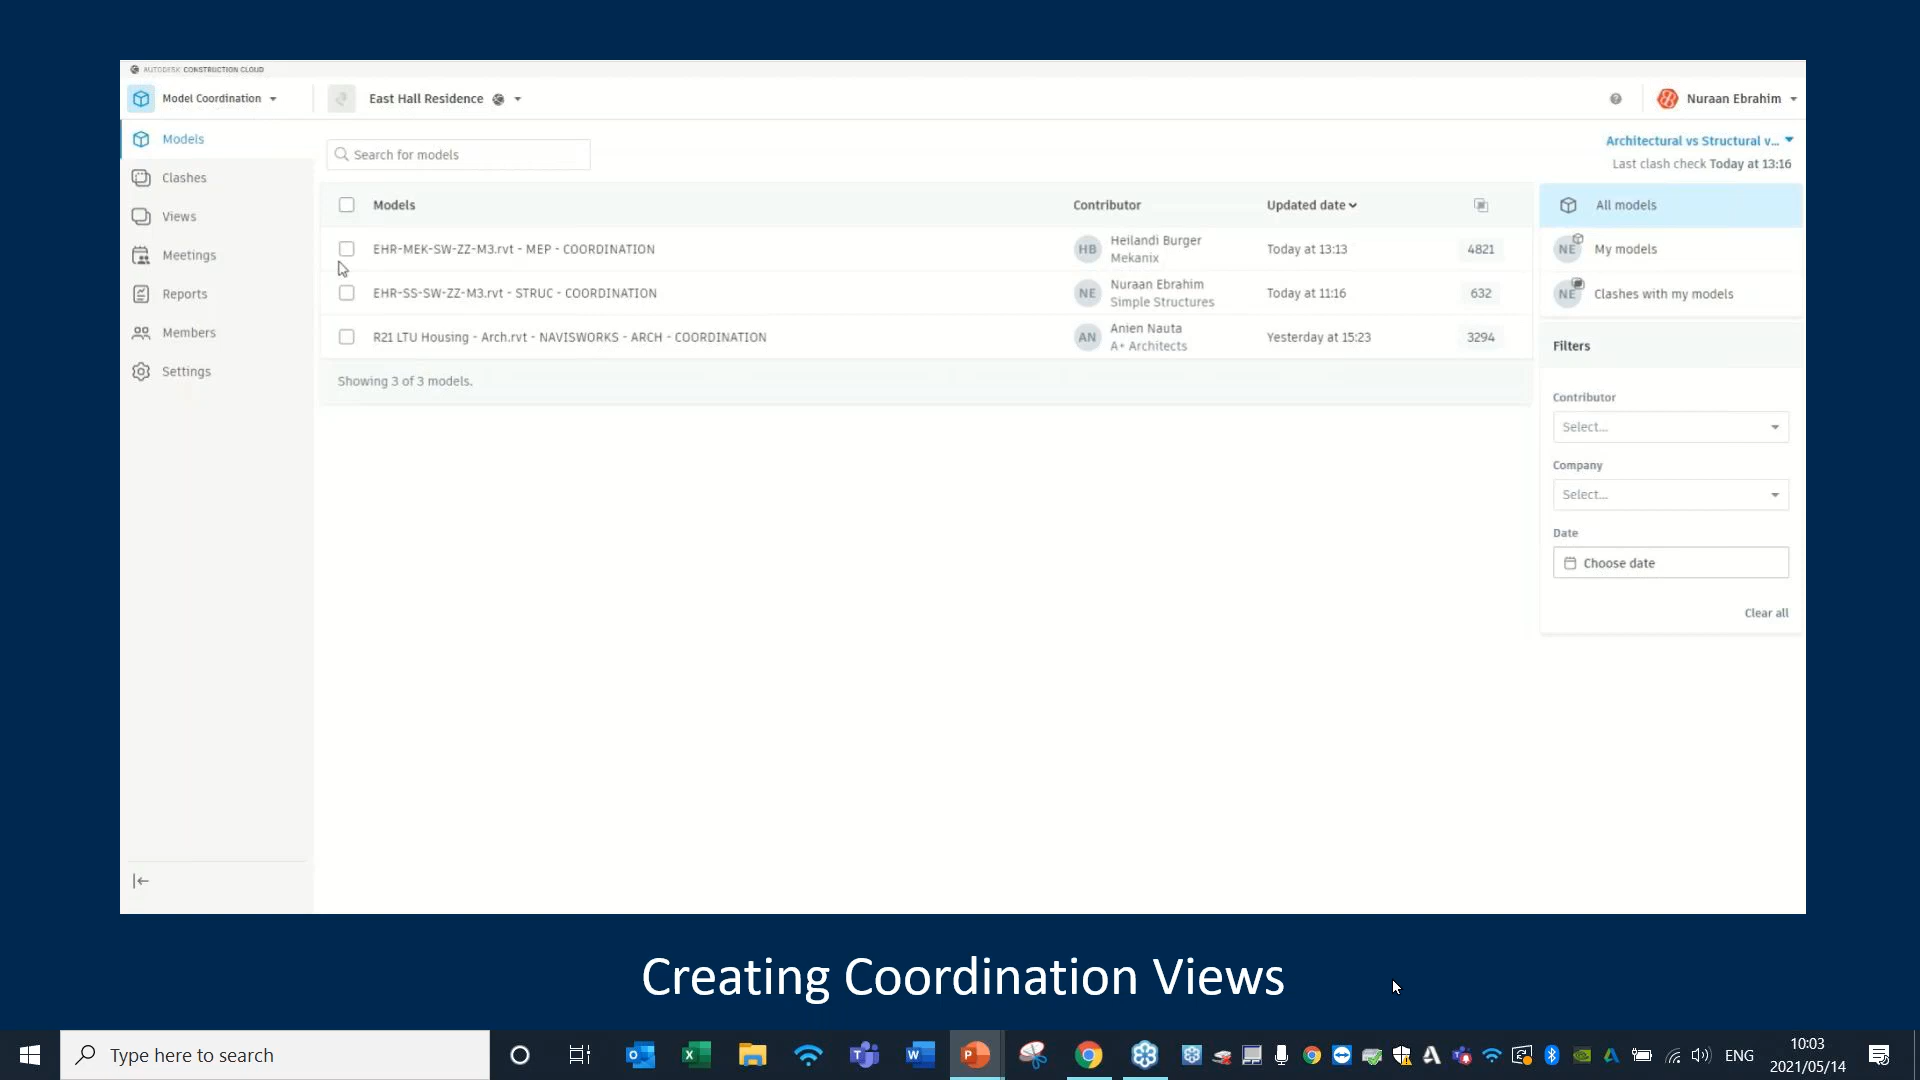 AUTODESK CONSTRUCTION CLOUD
Model Coordination
East Hall Residence
Nuraan Ebrahim
Models
Clashes
Views
Meetings
Reports
Members
Settings
Search for models
Architectural vs Structural v...
Last clash check Today at 13:16
Models Contributor Updated date
EHR-MEK-SW-ZZ-M3.rvt - MEP - COORDINATION HB Heilandi Burger Today at 13:13 4821
Mekanix
EHR-SS-SW-ZZ-M3.rvt - STRUC - COORDINATION NE Nuraan Ebrahim Today at 11:16 632
Simple Structures
R21 LTU Housing - Arch.rvt - NAVISWORKS - ARCH - COORDINATION AN Anien Nauta Yesterday at 15:23 3294
A+ Architects
Showing 3 of 3 models.
All models
NE My models
NE Clashes with my models
Filters
Contributor
Select...
Company
Select...
Date
Choose date
Clear all
Creating Coordination Views
Type here to search
ENG
10:03
2021/05/14